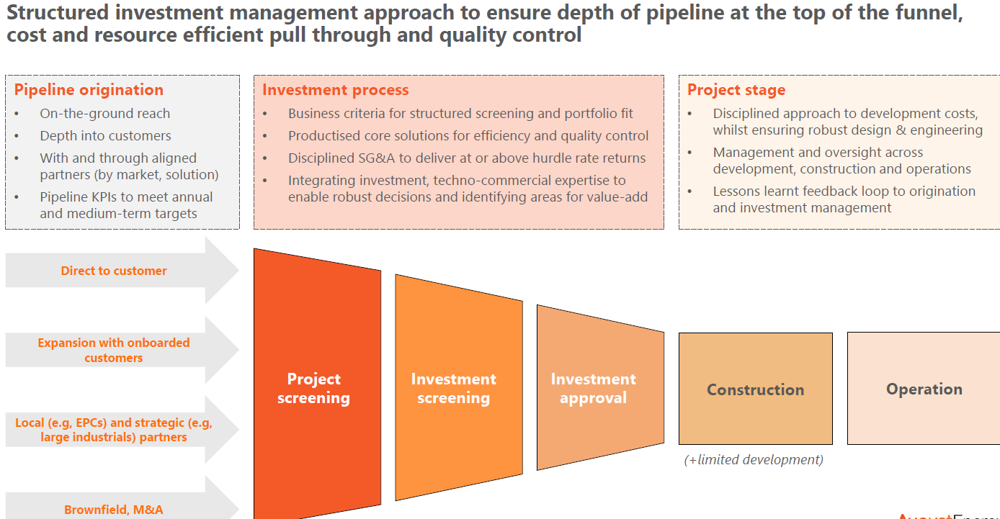 Structured investment management approach to ensure depth of pipeline at the top of the funnel,
cost and resource efficient pull through and quality control
Pipeline origination
• On-the-ground reach
• Depth into customers
• With and through aligned
partners (by market, solution)
• Pipeline KPIs to meet annual
and medium-term targets
Investment process
• Business criteria for structured screening and portfolio fit
• Productised core solutions for efficiency and quality control
• Disciplined SG&A to deliver at or above hurdle rate returns
• Integrating investment, techno-commercial expertise to
enable robust decisions and identifying areas for value-add
Project stage
• Disciplined approach to development costs,
whilst ensuring robust design & engineering
• Management and oversight across
development, construction and operations
• Lessons learnt feedback loop to origination
and investment management
Direct to customer
Expansion with onboarded
customers
Local (e.g, EPCs) and strategic (e.g,
large industrials) partners
Brownfield, M&A
Project
screening
Investment
screening
Investment
approval
Construction
(+limited development)
Operation